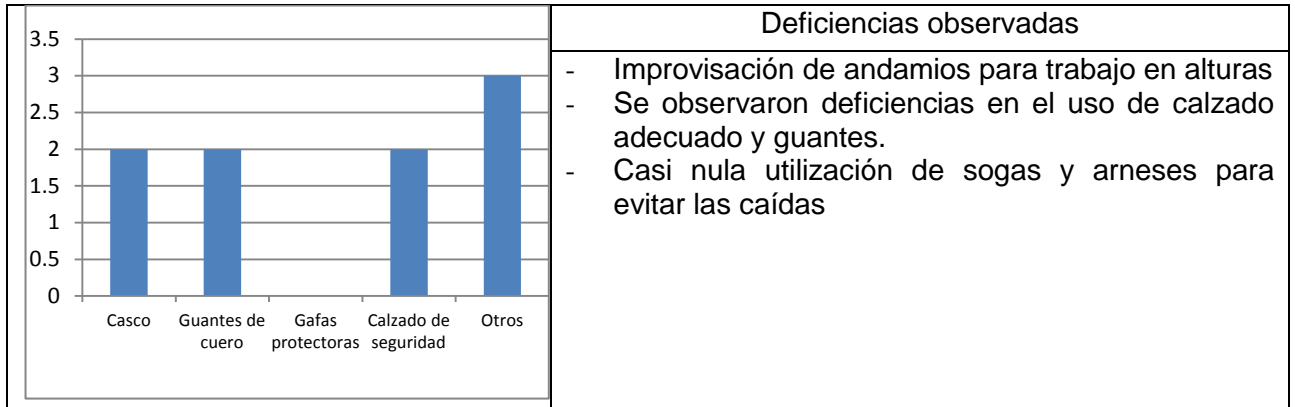 3.5
3
2.5
2
1.5
1
0.5
0
Casco
Guantes de
cuero
Gafas
protectoras
Calzado de
seguridad
Otros
Deficiencias observadas
- Improvisación de andamios para trabajo en alturas
- Se observaron deficiencias en el uso de calzado
adecuado y guantes.
- Casi nula utilización de sogas y arneses para
evitar las caídas